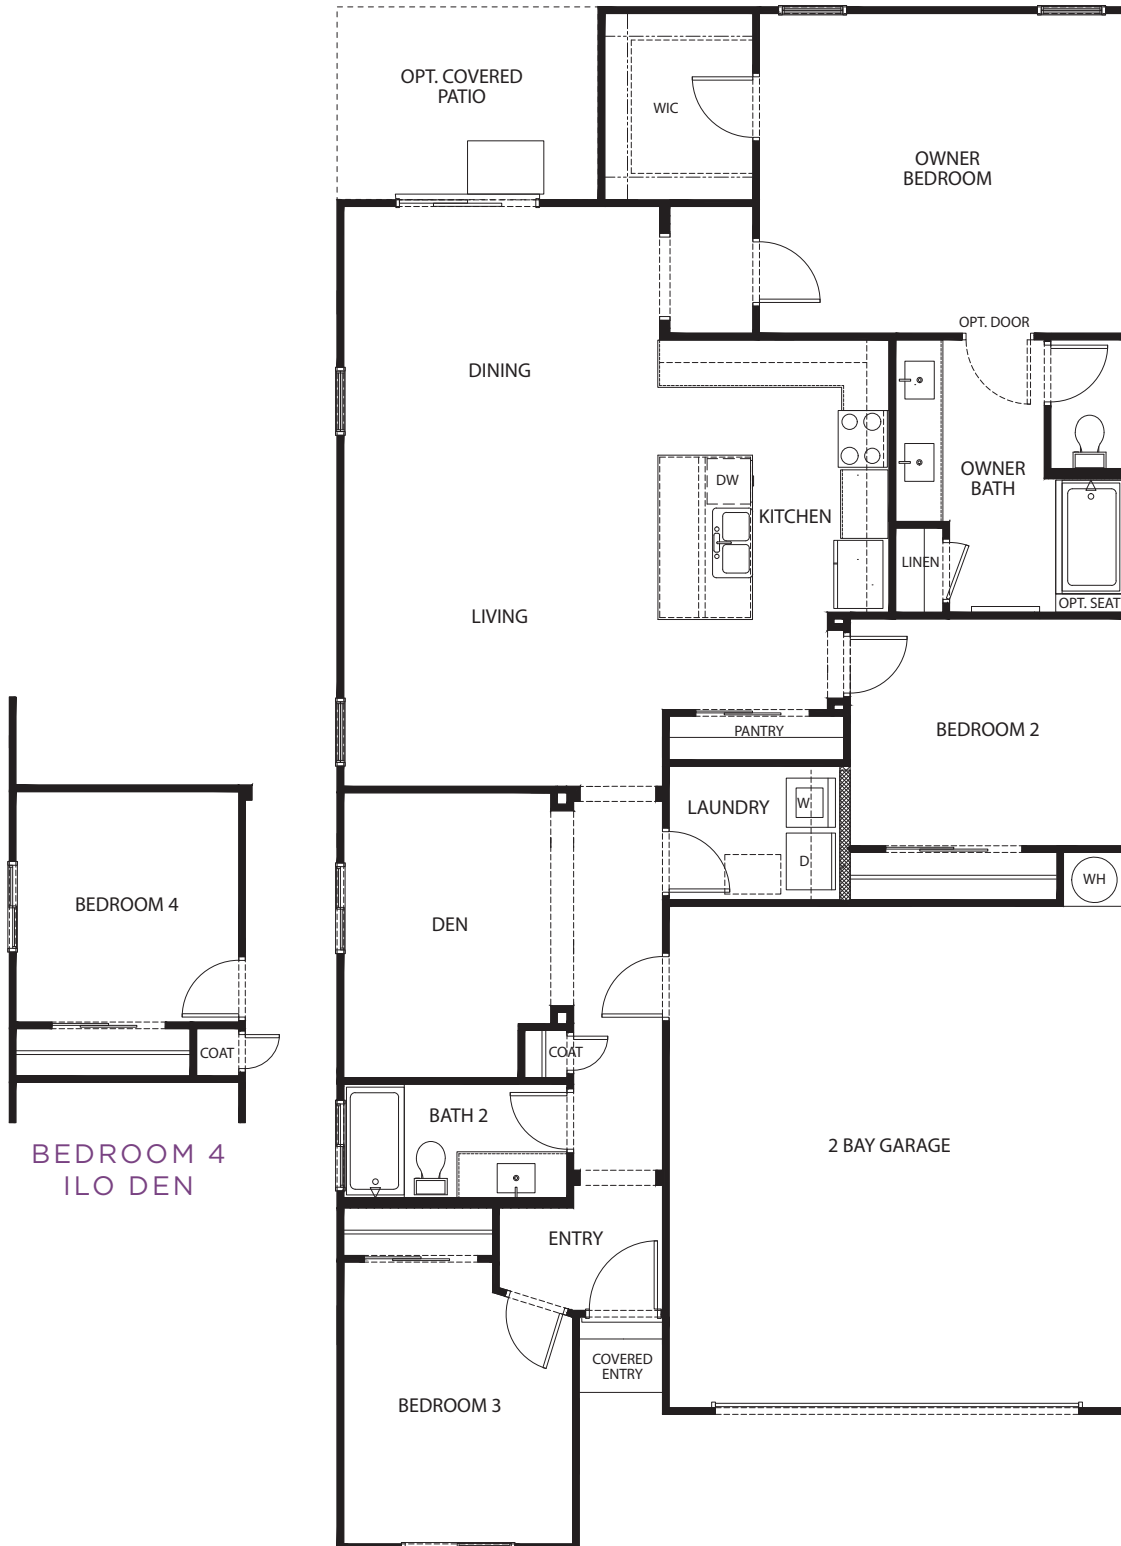 OPT. COVERED
PATIO
WIC
OWNER
BEDROOM
OPT. DOOR
DINING
OWNER
BATH
DW
KITCHEN
LINEN
OPT. SEAT
LIVING
PANTRY
BEDROOM 2
LAUNDRY
W
D
WH
BEDROOM 4
DEN
COAT
COAT
BATH 2
2 BAY GARAGE
BEDROOM 4
ILO DEN
ENTRY
COVERED
ENTRY
BEDROOM 3